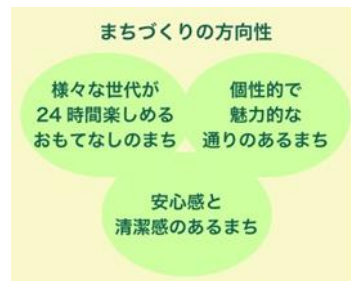 まちづくりの方向性
様々な世代が
24時間楽しめる
おもてなしのまち
個性的で
魅力的な
通りのあるまち
安心感と
清潔感のあるまち